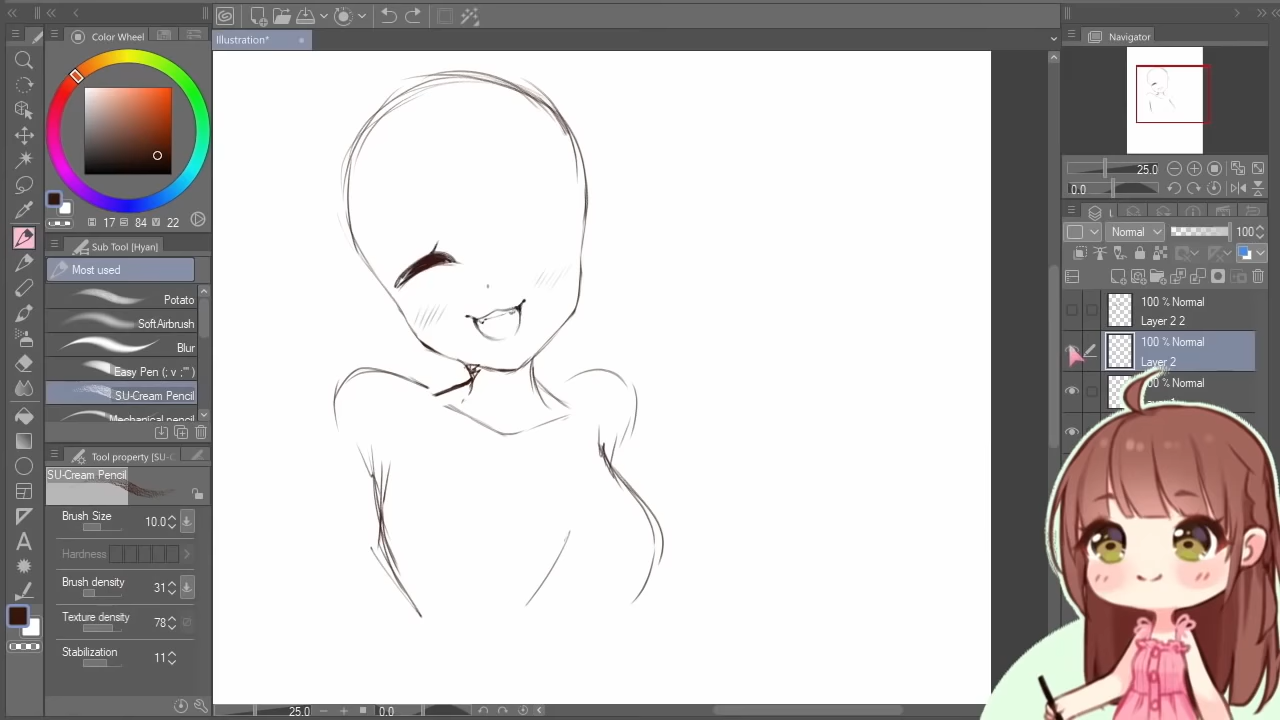 Color Wheel
17 84 22
Sub Tool [Hyan]
Most used
Potato
SoftAirbrush
Blur
Easy Pen (; v ;'' )
SU-Cream Pencil
Mechanical pencil
Tool property [SU-C
SU-Cream Pencil
Brush Size 10.0
Hardness
Brush density 31
Texture density 78
Stabilization 11
Illustration*
25.0 0.0
Navigator
25.0
0.0
Normal 100
100 % Normal
Layer 2 2
100 % Normal
Layer 2
% Normal